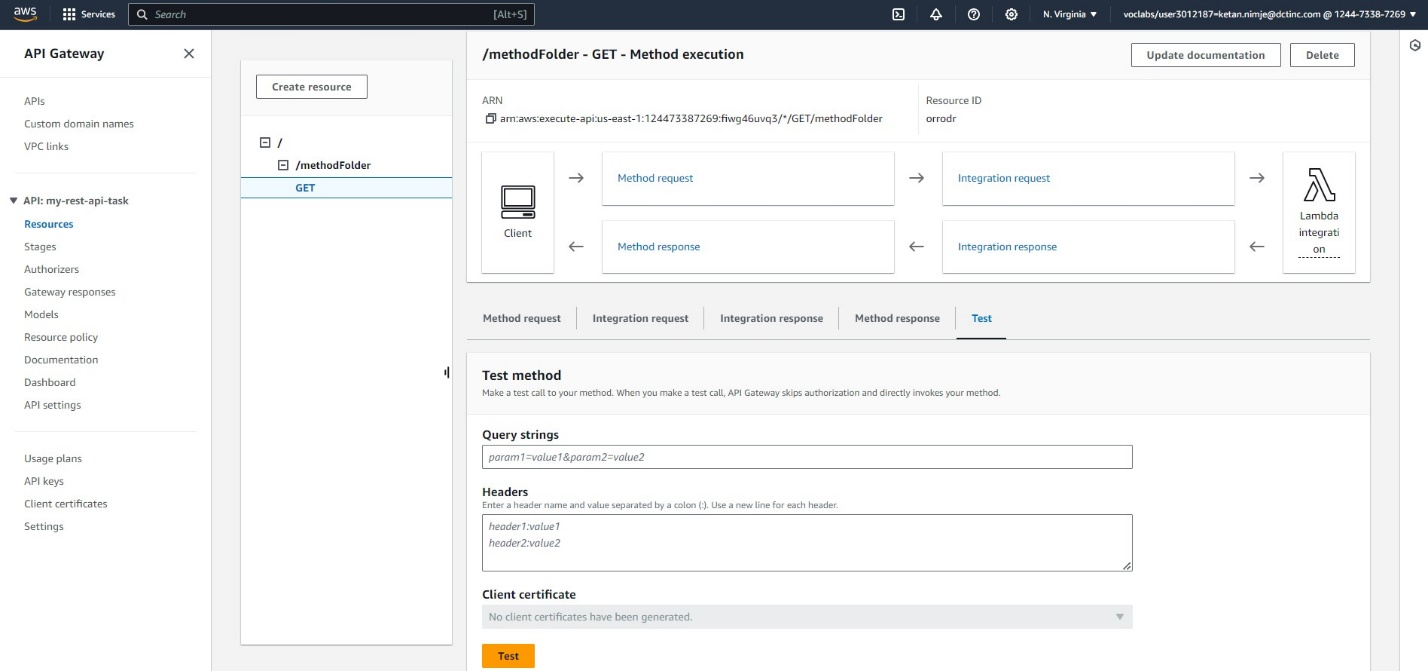 aws
Services
Search
[Alt+S]
N. Virginia
voclabs/user3012187=ketan.nimje@dctinc.com @ 1244-7338-7269
API Gateway
APIs
Custom domain names
VPC links
API: my-rest-api-task
Resources
Stages
Authorizers
Gateway responses
Models
Resource policy
Documentation
Dashboard
API settings
Usage plans
API keys
Client certificates
Settings
Create resource
/
/methodFolder
GET
/methodFolder - GET - Method execution
Update documentation
Delete
ARN
arn:aws:execute-api:us-east-1:124473387269:fiwg46uvq3/*/GET/methodFolder
Resource ID
orrodr
Client
Method request
Integration request
Method response
Integration response
Lambda
integrati
on
Method request
Integration request
Integration response
Method response
Test
Test method
Make a test call to your method. When you make a test call, API Gateway skips authorization and directly invokes your method.
Query strings
param1=value1&param2=value2
Headers
Enter a header name and value separated by a colon (:). Use a new line for each header.
header1:value1
header2:value2
Client certificate
No client certificates have been generated.
Test